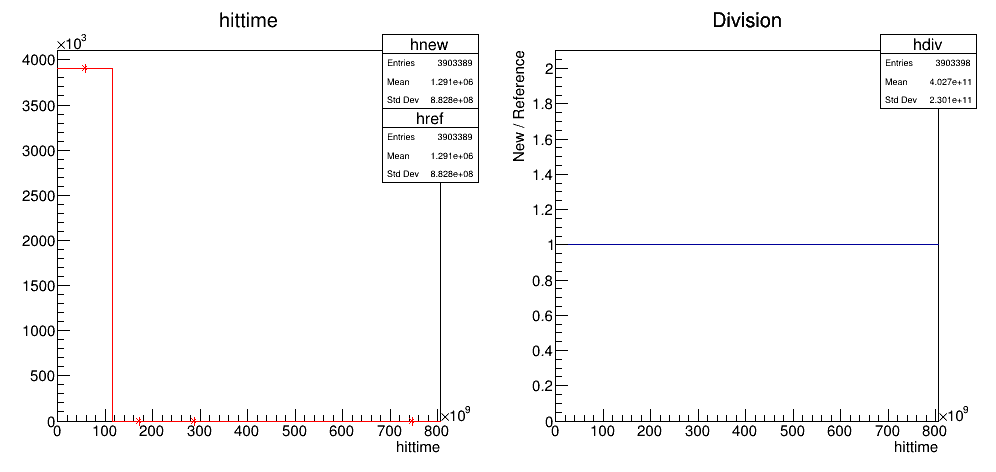 hittime
×10³
4000
3500
3000
2500
2000
1500
1000
500
0
0 100 200 300 400 500 600 700 800
×10⁹
hittime
hnew
Entries 3903389
Mean 1.291e+06
Std Dev 8.828e+08
href
Entries 3903389
Mean 1.291e+06
Std Dev 8.828e+08
Division
New / Reference
2
1.8
1.6
1.4
1.2
1
0.8
0.6
0.4
0.2
0
0 100 200 300 400 500 600 700 800
×10⁹
hittime
hdiv
Entries 3903398
Mean 4.027e+11
Std Dev 2.301e+11